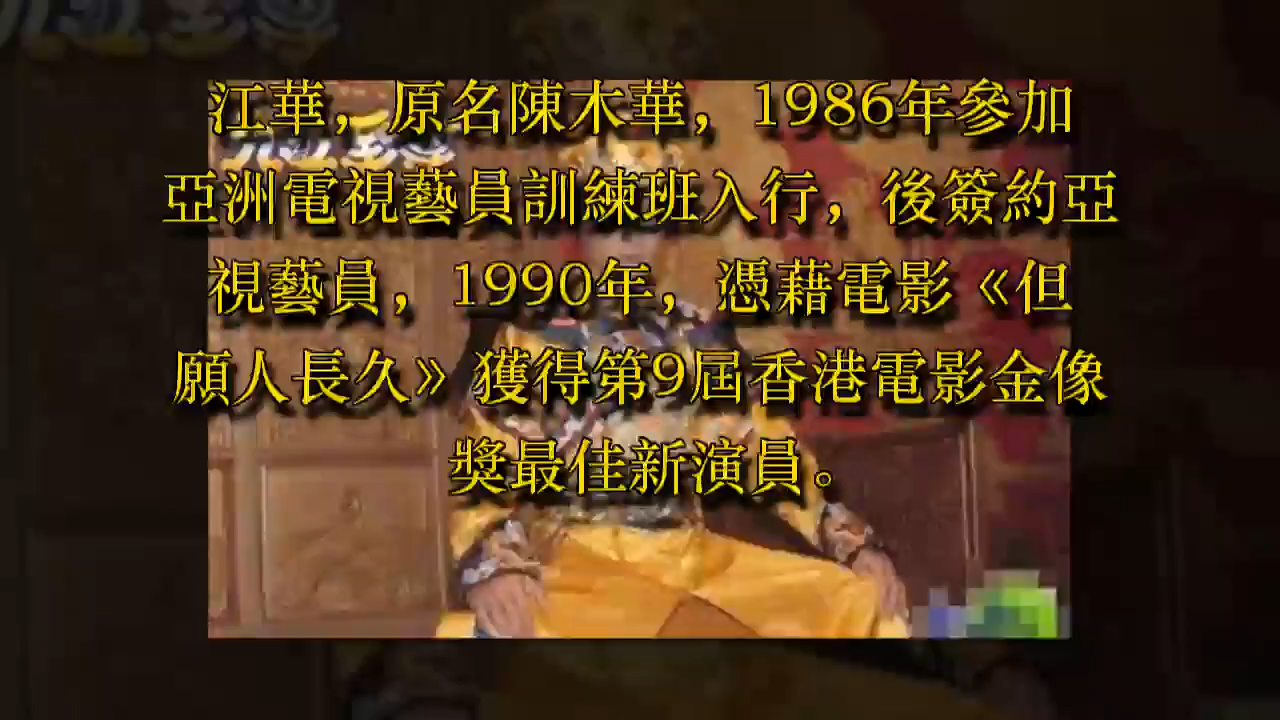 江華，原名陳木華，1986年參加
亞洲電視藝員訓練班入行，後簽約亞
視藝員，1990年，憑藉電影《但
願人長久》獲得第9屆香港電影金像
獎最佳新演員。